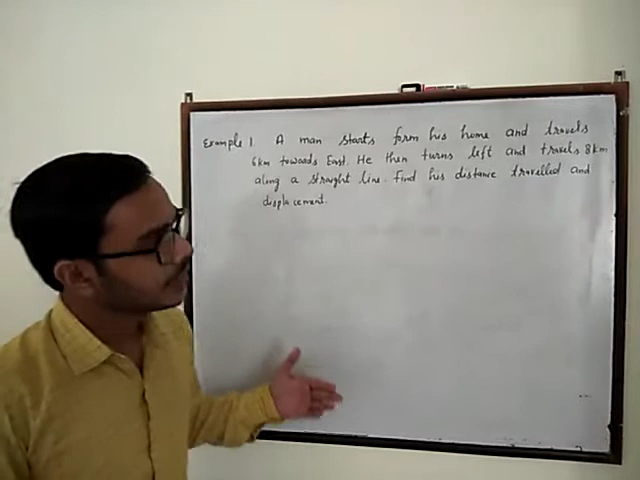 Example 1. A man starts form his home and travels
6km towards East. He then turns left and travels 8km
along a straight line. Find his distance travelled and
displacement.